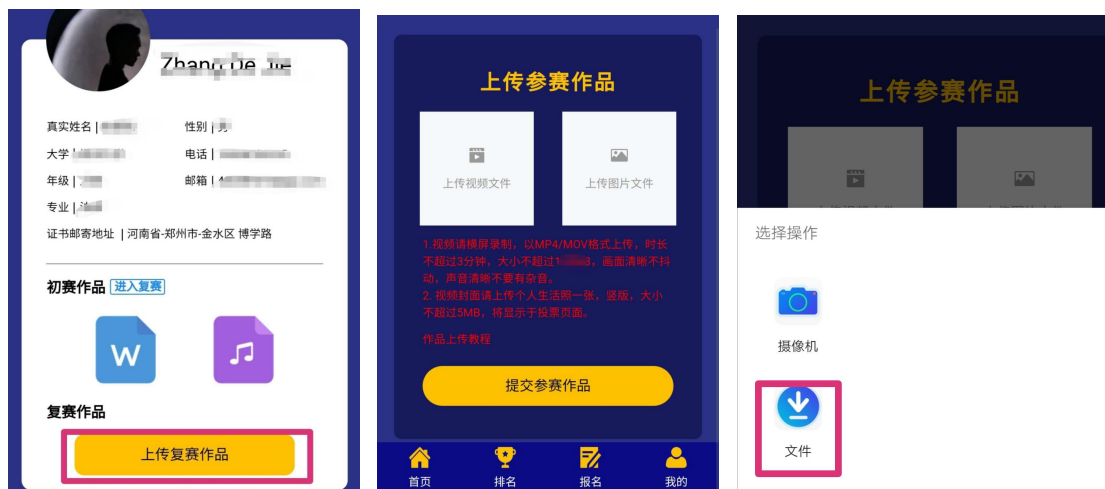 Zhang De Jie
真实姓名 |
性别 | 男
大学 |
电话 |
年级 |
邮箱 |
专业 |
证书邮寄地址 | 河南省-郑州市-金水区 博学路
初赛作品 进入复赛
W
复赛作品
上传复赛作品
上传参赛作品
上传视频文件
上传图片文件
1.视频请横屏录制，以MP4/MOV格式上传，时长
不超过3分钟，大小不超过1，画面清晰不抖
动，声音清晰不要有杂音。
2. 视频封面请上传个人生活照一张，竖版，大小
不超过5MB，将显示于投票页面。
作品上传教程
提交参赛作品
首页
排名
报名
我的
上传参赛作品
选择操作
摄像机
文件